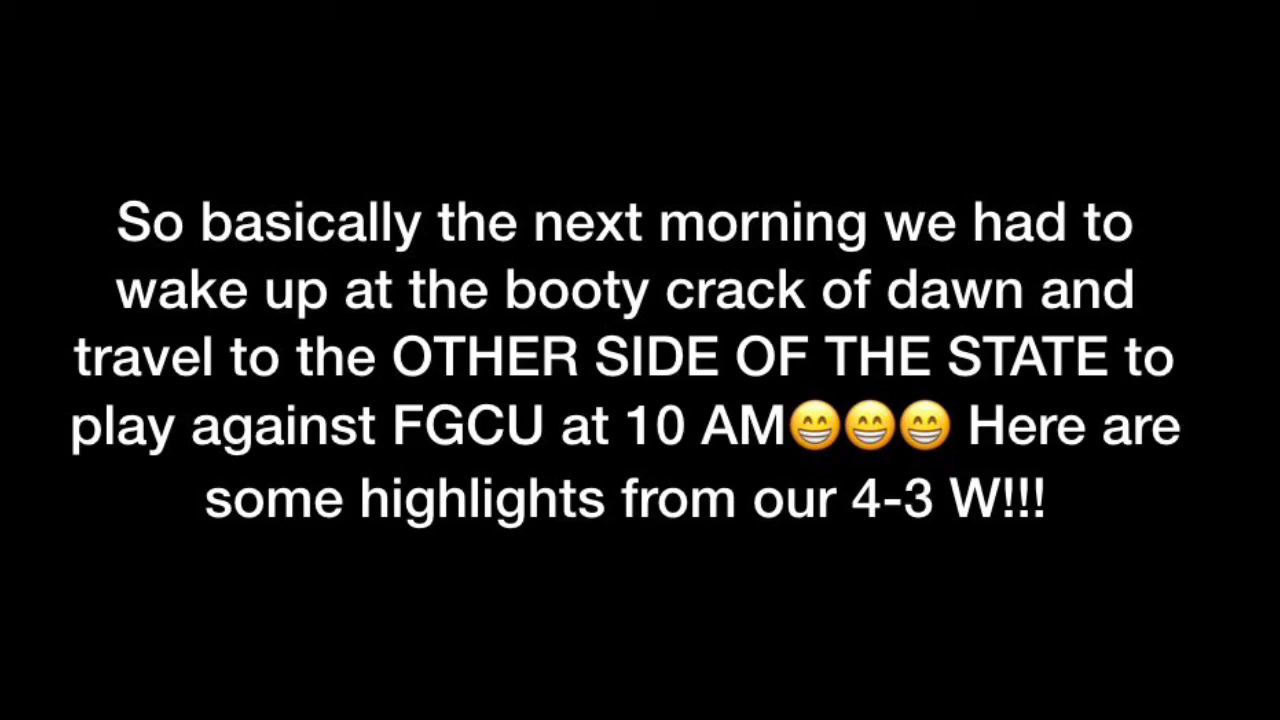 So basically the next morning we had to
wake up at the booty crack of dawn and
travel to the OTHER SIDE OF THE STATE to
play against FGCU at 10 AM😁😁😁 Here are
some highlights from our 4-3 W!!!